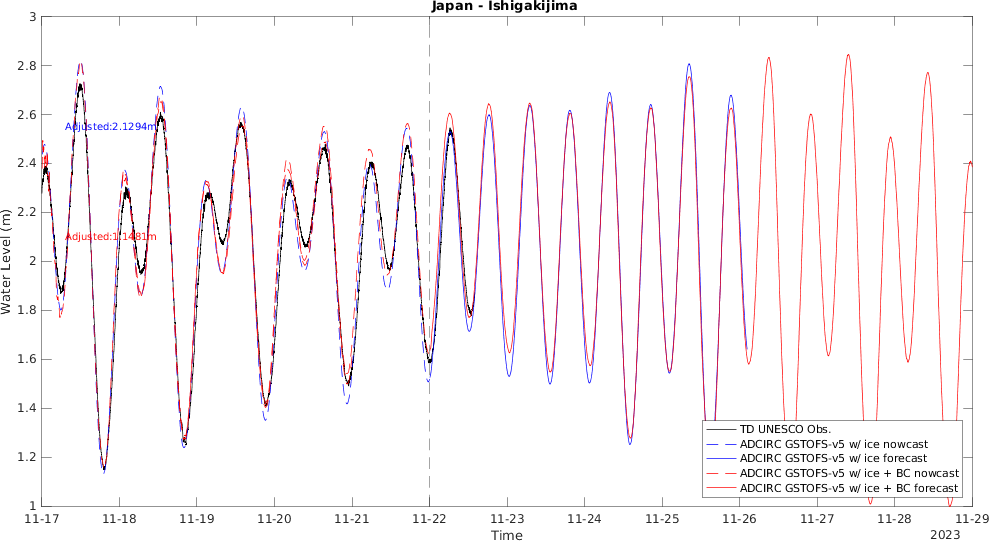 Japan - Ishigakijima
3
2.8
2.6
2.4
2.2
2
1.8
1.6
1.4
1.2
1
Water Level (m)
Adjusted:2.1294m
Adjusted:1.1481m
TD UNESCO Obs.
ADCIRC GSTOFS-v5 w/ ice nowcast
ADCIRC GSTOFS-v5 w/ ice forecast
ADCIRC GSTOFS-v5 w/ ice + BC nowcast
ADCIRC GSTOFS-v5 w/ ice + BC forecast
11-17 11-18 11-19 11-20 11-21 11-22 11-23 11-24 11-25 11-26 11-27 11-28 11-29
Time
2023